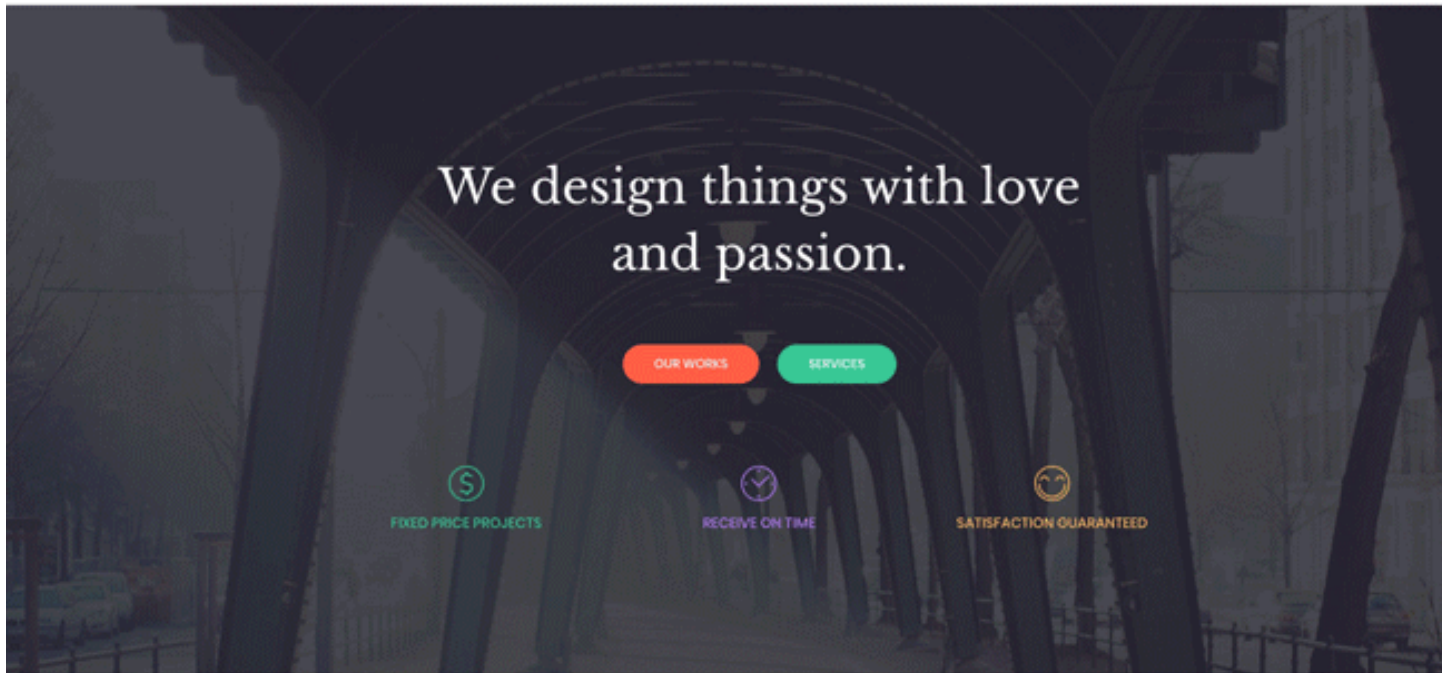 We design things with love
and passion.
OUR WORKS
SERVICES
FIXED PRICE PROJECTS
RECEIVE ON TIME
SATISFACTION GUARANTEED